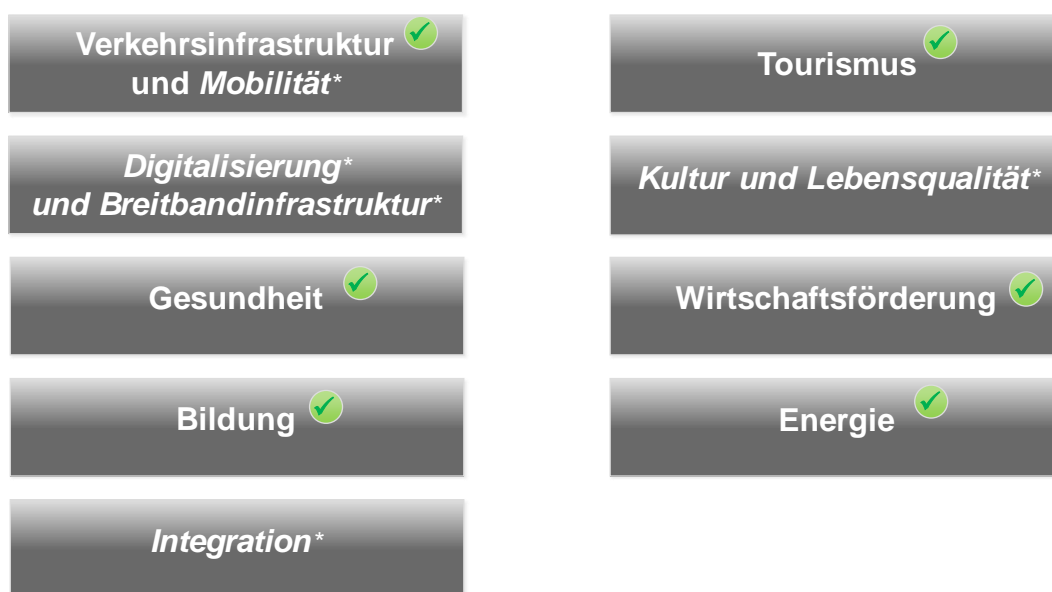 Verkehrsinfrastruktur
und Mobilität*
Digitalisierung*
und Breitbandinfrastruktur*
Gesundheit
Bildung
Integration*
Tourismus
Kultur und Lebensqualität*
Wirtschaftsförderung
Energie